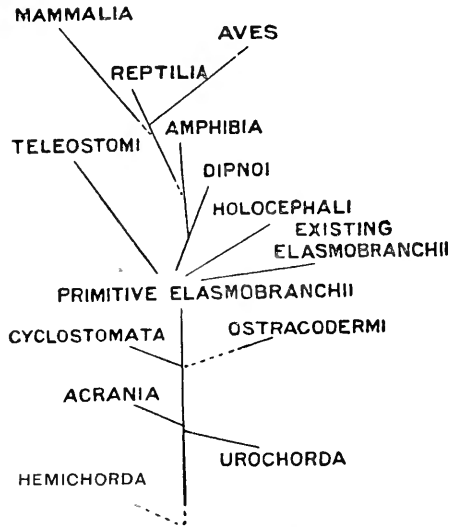 MAMMALIA
AVES
REPTILIA
AMPHIBIA
TELEOSTOMI
DIPNOI
HOLOCEPHALI
EXISTING
ELASMOBRANCHII
PRIMITIVE ELASMOBRANCHII
CYCLOSTOMATA
OSTRACODERMI
ACRANIA
UROCHORDA
HEMICHORDA